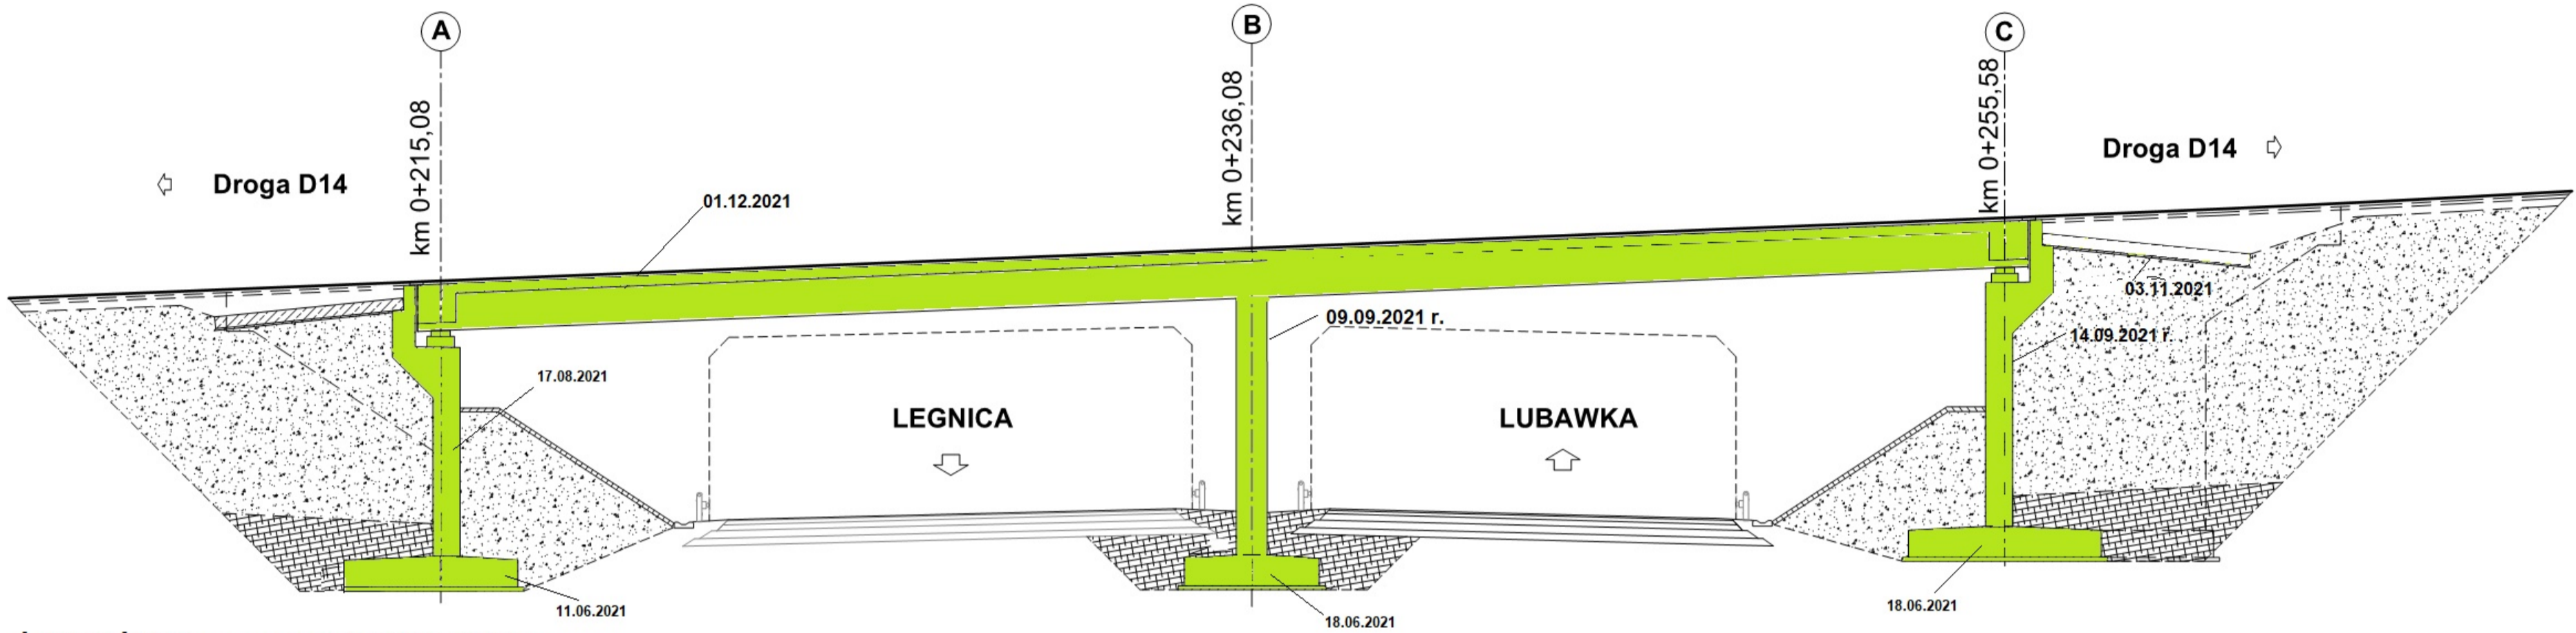 A
B
C
km 0+215,08
km 0+236,08
km 0+255,58
Droga D14
Droga D14
01.12.2021
03.11.2021
09.09.2021 r.
14.09.2021 r.
17.08.2021
LEGNICA
LUBAWKA
11.06.2021
18.06.2021
18.06.2021